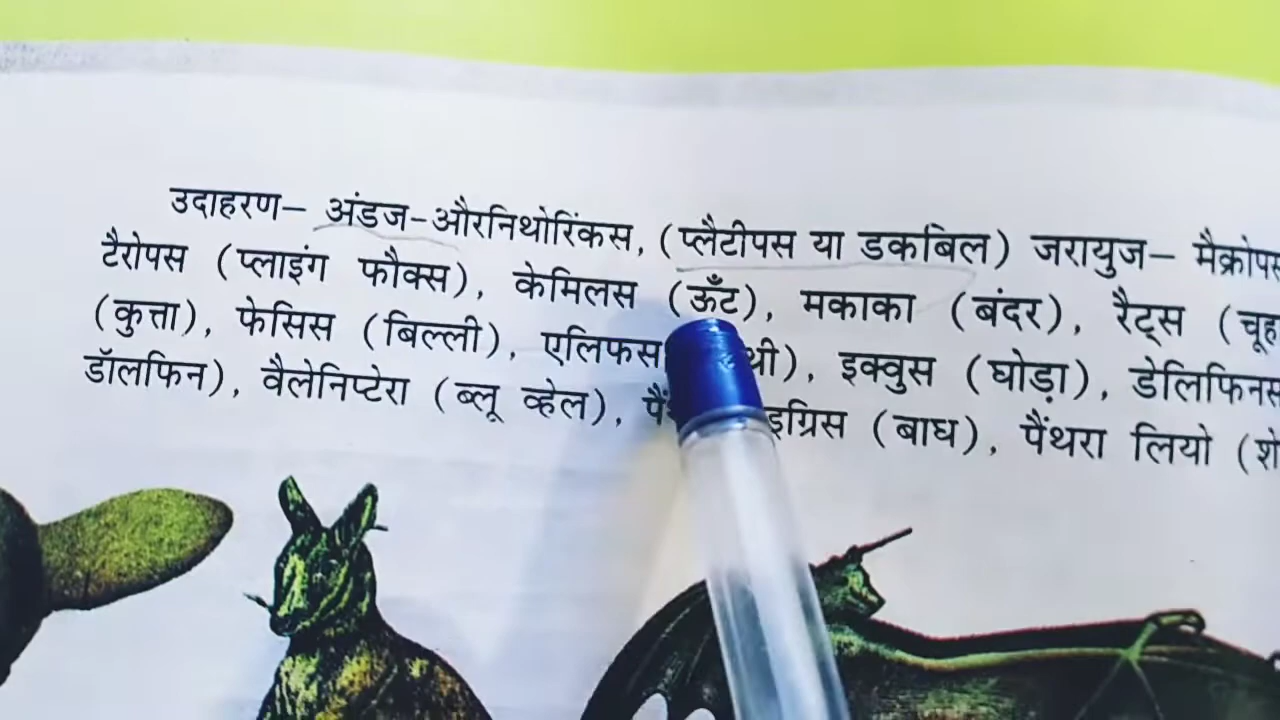 उदाहरण– अंडज-औरनिथोरिंकस, (प्लैटीपस या डकबिल) जरायुज– मैक्रोपस
टैरोपस (प्लाइंग फौक्स), केमिलस (ऊँट), मकाका (बंदर), रैट्स (चूह
(कुत्ता), फेसिस (बिल्ली), एलिफस थी), इक्वुस (घोड़ा), डेलिफिनस
डॉलफिन), वैलेनिप्टेरा (ब्लू व्हेल), इग्रिस (बाघ), पैंथरा लियो (शे